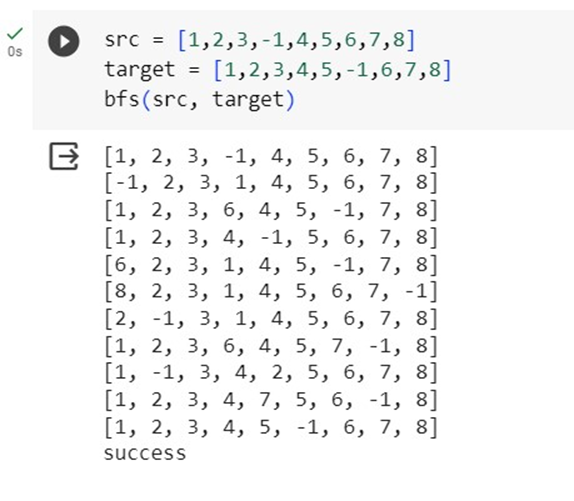 src = [1,2,3,-1,4,5,6,7,8]
0s
target = [1,2,3,4,5,-1,6,7,8]
bfs(src, target)
[1, 2, 3, -1, 4, 5, 6, 7, 8]
[-1, 2, 3, 1, 4, 5, 6, 7, 8]
[1, 2, 3, 6, 4, 5, -1, 7, 8]
[1, 2, 3, 4, -1, 5, 6, 7, 8]
[6, 2, 3, 1, 4, 5, -1, 7, 8]
[8, 2, 3, 1, 4, 5, 6, 7, -1]
[2, -1, 3, 1, 4, 5, 6, 7, 8]
[1, 2, 3, 6, 4, 5, 7, -1, 8]
[1, -1, 3, 4, 2, 5, 6, 7, 8]
[1, 2, 3, 4, 7, 5, 6, -1, 8]
[1, 2, 3, 4, 5, -1, 6, 7, 8]
success